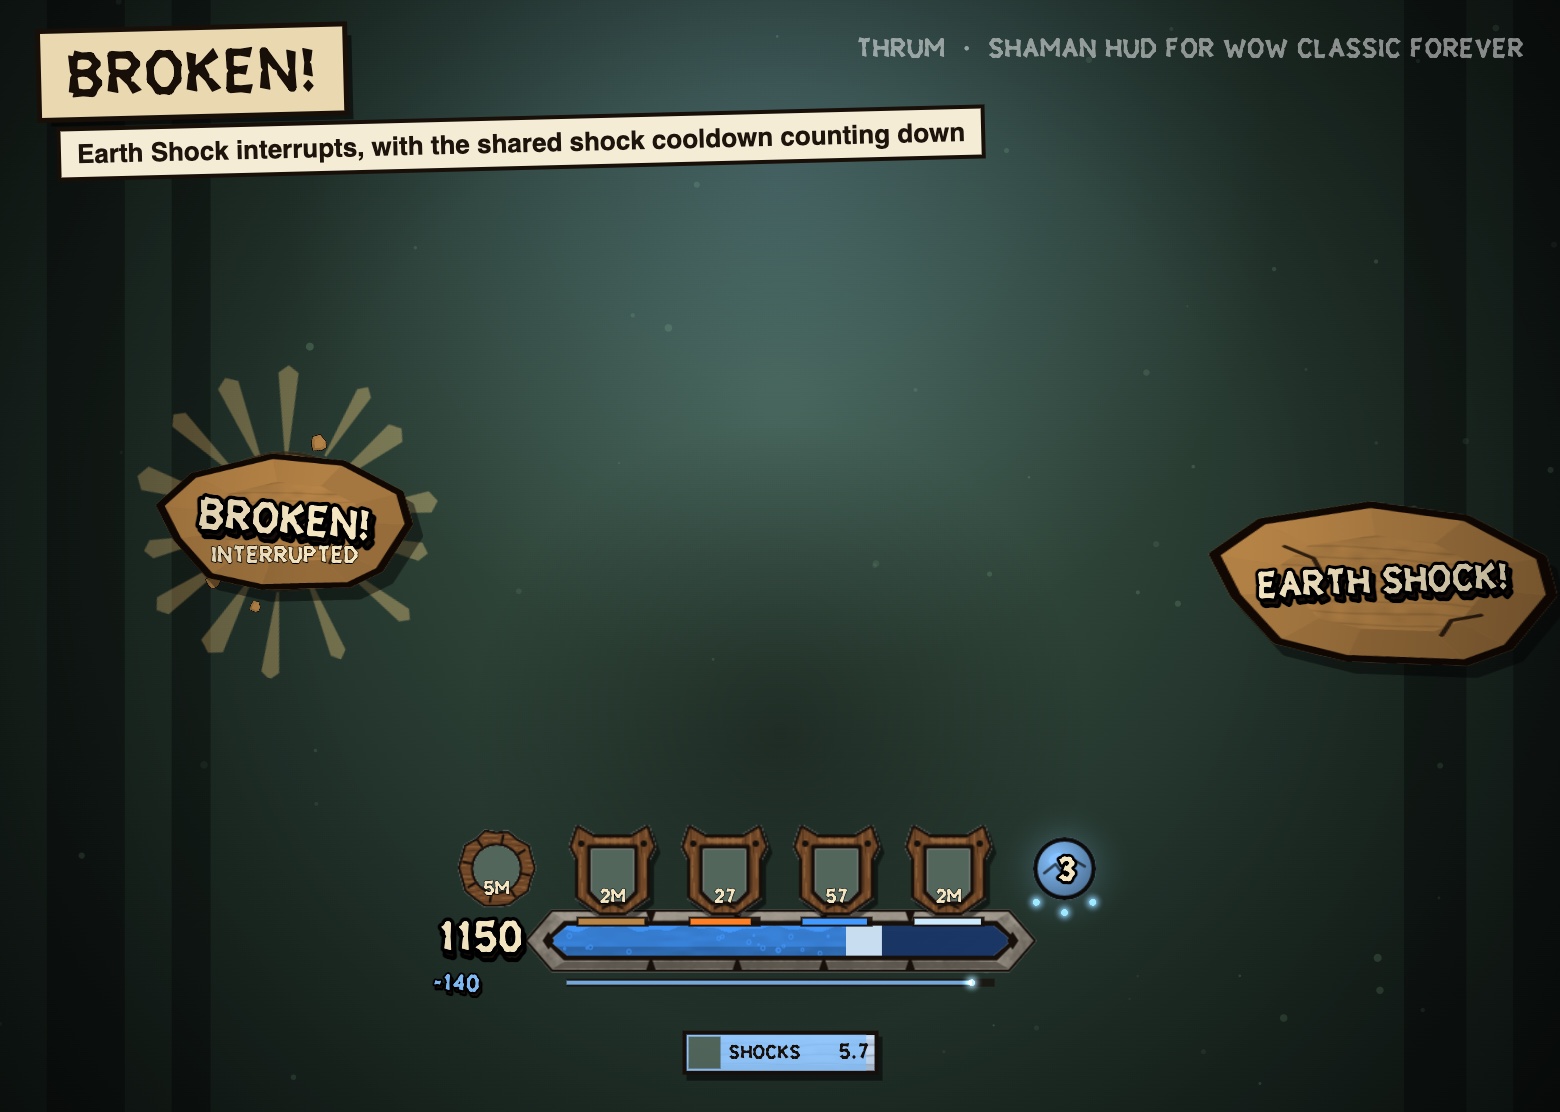 BROKEN!
THRUM · SHAMAN HUD FOR WOW CLASSIC FOREVER
Earth Shock interrupts, with the shared shock cooldown counting down
BROKEN!
INTERRUPTED
EARTH SHOCK!
5M
2M
27
57
2M
3
1150
-140
SHOCKS 5.7